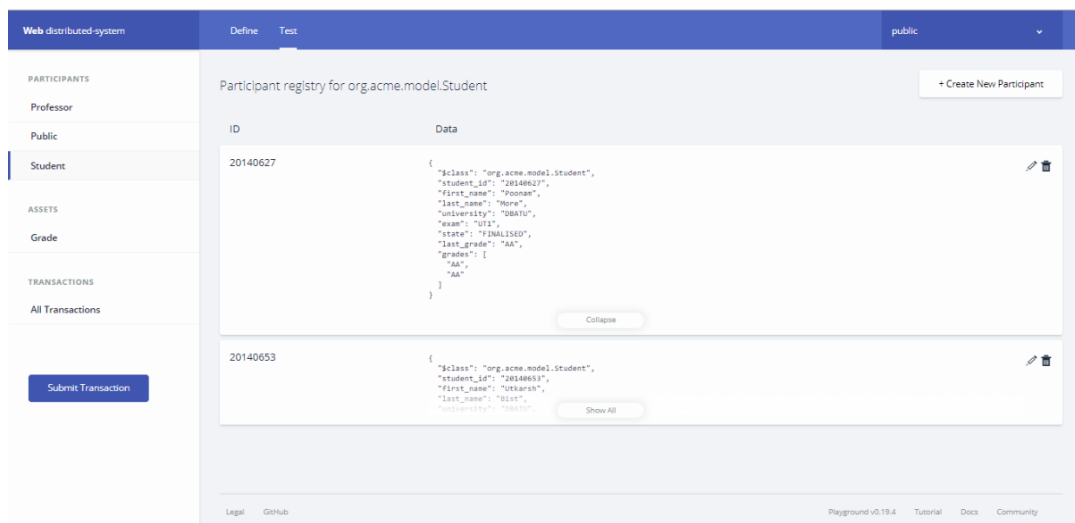 Web distributed-system
Define Test
public
PARTICIPANTS
Professor
Public
Student
ASSETS
Grade
TRANSACTIONS
All Transactions
Submit Transaction
Participant registry for org.acme.model.Student
+ Create New Participant
ID Data
20140627
{
"$class": "org.acme.model.Student",
"student_id": "20140627",
"first_name": "Poonam",
"last_name": "More",
"university": "DBATU",
"exam": "UT1",
"state": "FINALISED",
"last_grade": "AA",
"grades": [
"AA",
"AA"
]
}
Collapse
20140653
{
"$class": "org.acme.model.Student",
"student_id": "20140653",
"first_name": "Utkarsh",
"last_name": "Bist",
"university": "DBATU",
Show All
Legal GitHub
Playground v0.19.4 Tutorial Docs Community